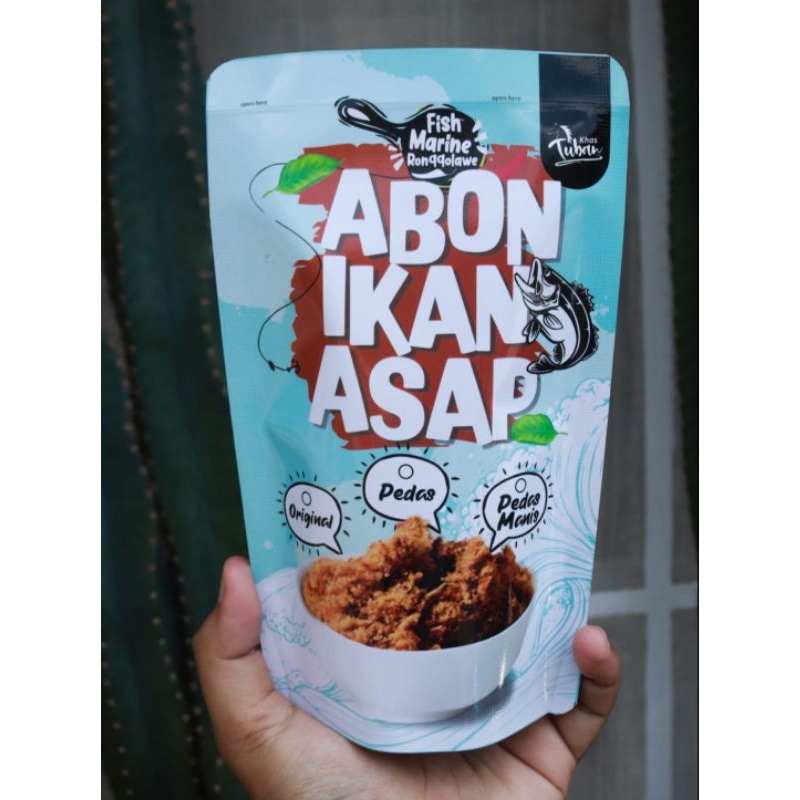 open here
open here
Fish
Marine
Ronggolawe
Khas
Tuban
ABON
IKAN
ASAP
Original
Pedas
Pedas
Manis